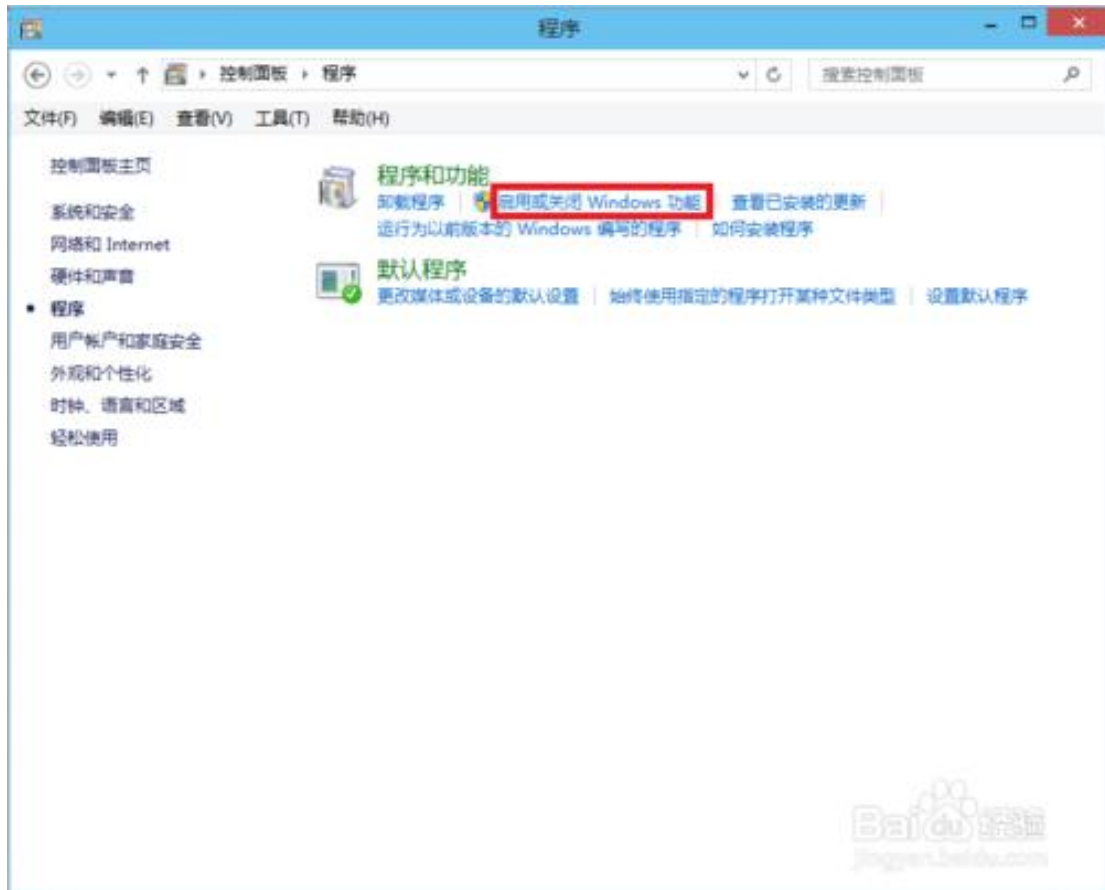 程序
控制面板 程序 搜索控制面板
文件(F) 编辑(E) 查看(V) 工具(T) 帮助(H)
控制面板主页
系统和安全
网络和 Internet
硬件和声音
程序
用户帐户和家庭安全
外观和个性化
时钟、语言和区域
轻松使用
程序和功能
卸载程序 启用或关闭 Windows 功能 查看已安装的更新
运行为以前版本的 Windows 编写的程序 如何安装程序
默认程序
更改媒体或设备的默认设置 始终使用指定的程序打开某种文件类型 设置默认程序
Baidu 经验
jingyan.baidu.com